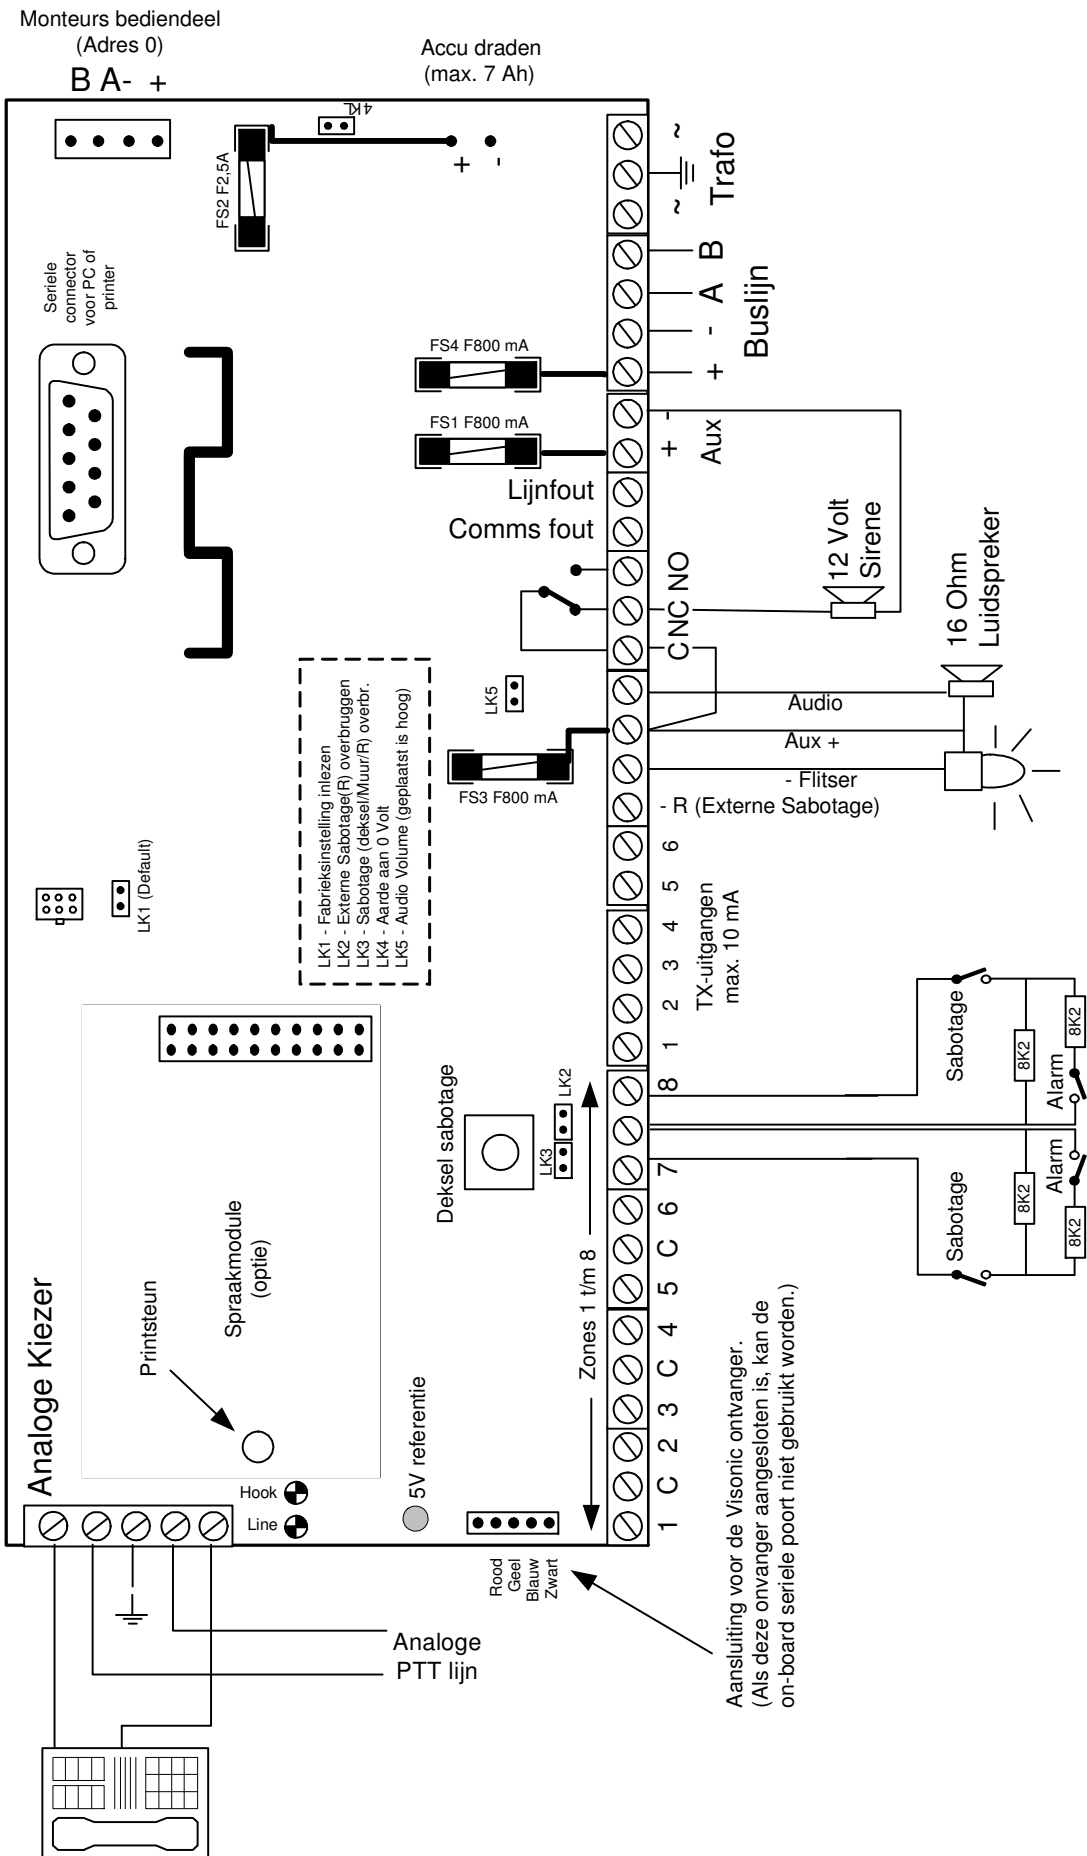 Monteurs bediendeel
(Adres 0)
B A- +
Accu draden
(max. 7 Ah)
LK4
+ -
FS2 F2,5A
~ ~
Trafo
Seriele
connector
voor PC of
printer
B A - +
Buslijn
FS4 F800 mA
FS1 F800 mA
- +
Aux
Lijnfout
Comms fout
C NC NO
12 Volt
Sirene
16 Ohm
Luidspreker
LK5
Audio
Aux +
- Flitser
- R (Externe Sabotage)
FS3 F800 mA
LK1 - Fabrieksinstelling inlezen
LK2 - Externe Sabotage(R) overbruggen
LK3 - Sabotage (deksel/Muur/R) overbr.
LK4 - Aarde aan 0 Volt
LK5 - Audio Volume (geplaatst is hoog)
LK1 (Default)
1 2 3 4 5 6
TX-uitgangen
max. 10 mA
Sabotage
8K2
8K2
Alarm
Sabotage
8K2
8K2
Alarm
Deksel sabotage
LK3
LK2
Zones 1 t/m 8
1 C 2 3 C 4 5 C 6 7 8
Analoge Kiezer
Printsteun
Spraakmodule
(optie)
Hook
Line
5V referentie
Rood
Geel
Blauw
Zwart
Analoge
PTT lijn
Aansluiting voor de Visonic ontvanger.
(Als deze onvanger aangesloten is, kan de
on-board seriele poort niet gebruikt worden.)